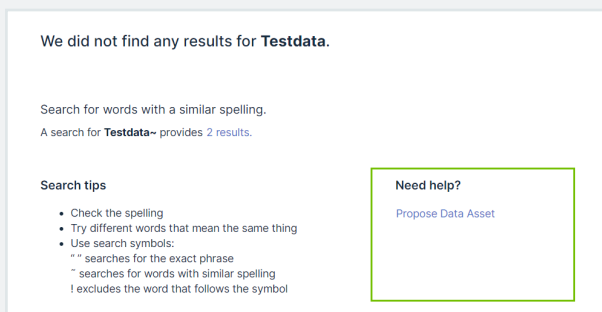 We did not find any results for Testdata.
Search for words with a similar spelling.
A search for Testdata~ provides 2 results.
Search tips
Check the spelling
Try different words that mean the same thing
Use search symbols:
" " searches for the exact phrase
~ searches for words with similar spelling
! excludes the word that follows the symbol
Need help?
Propose Data Asset